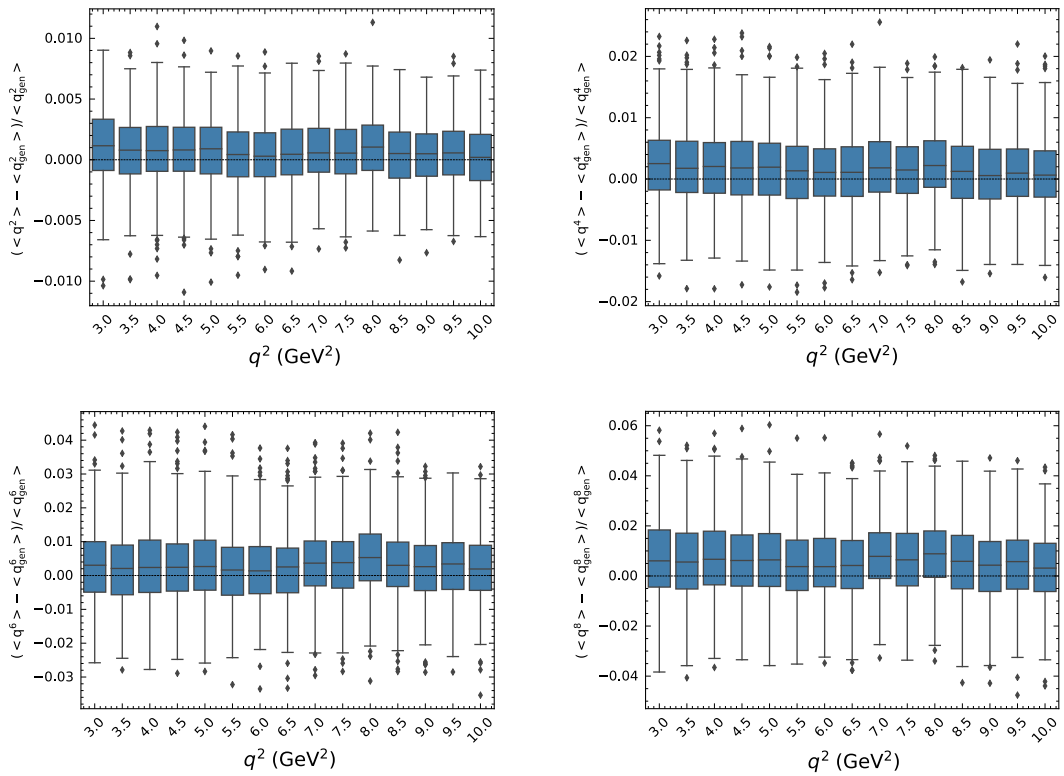 0.010
0.005
0.000
−0.005
−0.010
( < q² > − < q²gen > ) / < q²gen >
3.0 3.5 4.0 4.5 5.0 5.5 6.0 6.5 7.0 7.5 8.0 8.5 9.0 9.5 10.0
q² (GeV²)
0.02
0.01
0.00
−0.01
−0.02
( < q⁴ > − < q⁴gen > ) / < q⁴gen >
3.0 3.5 4.0 4.5 5.0 5.5 6.0 6.5 7.0 7.5 8.0 8.5 9.0 9.5 10.0
q² (GeV²)
0.04
0.03
0.02
0.01
0.00
−0.01
−0.02
−0.03
( < q⁶ > − < q⁶gen > ) / < q⁶gen >
3.0 3.5 4.0 4.5 5.0 5.5 6.0 6.5 7.0 7.5 8.0 8.5 9.0 9.5 10.0
q² (GeV²)
0.06
0.04
0.02
0.00
−0.02
−0.04
( < q⁸ > − < q⁸gen > ) / < q⁸gen >
3.0 3.5 4.0 4.5 5.0 5.5 6.0 6.5 7.0 7.5 8.0 8.5 9.0 9.5 10.0
q² (GeV²)